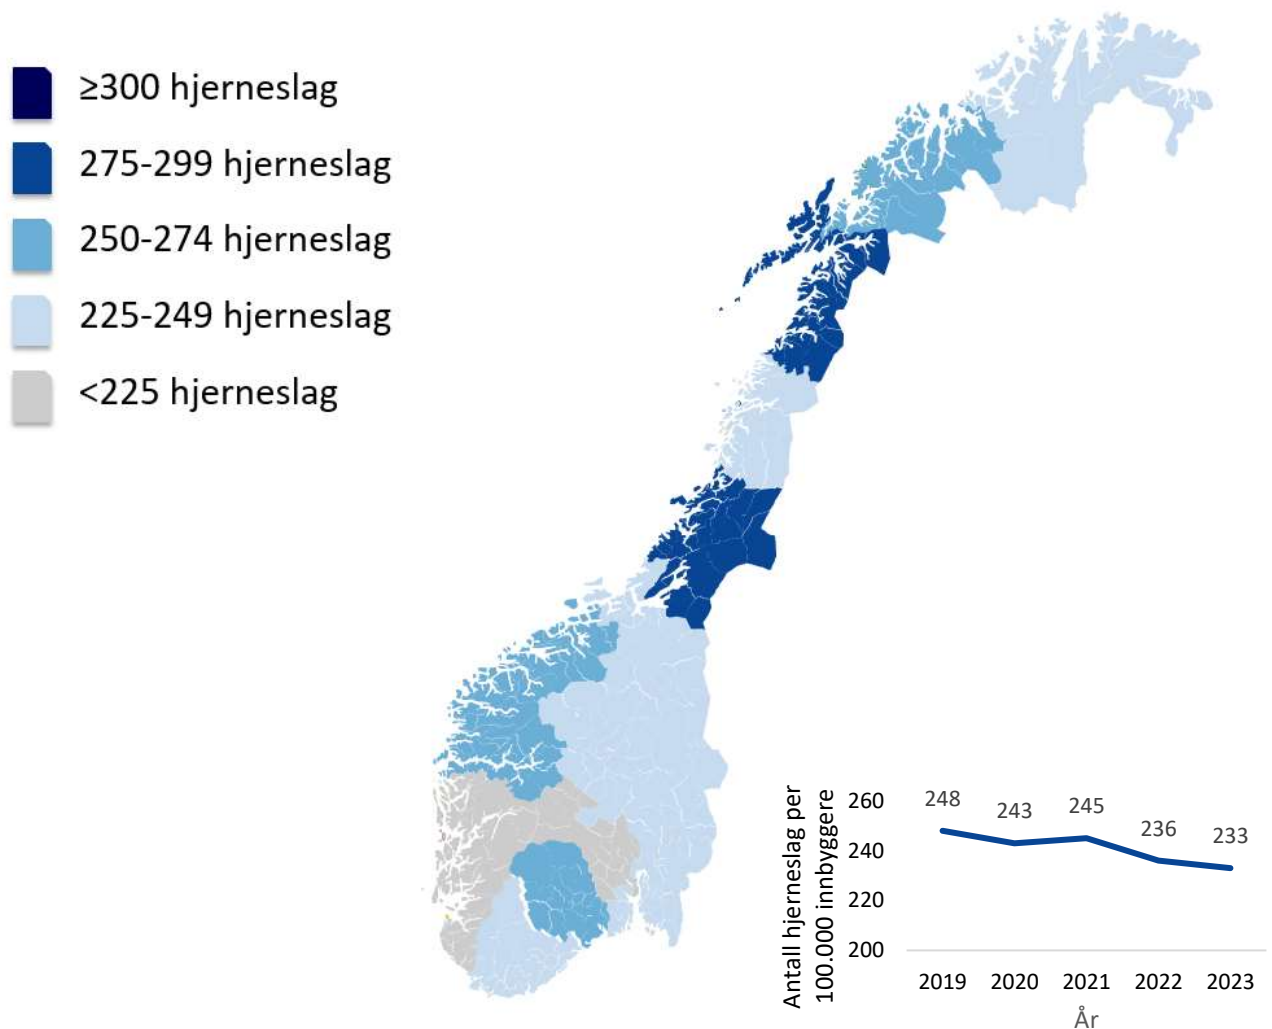 ≥300 hjerneslag
275-299 hjerneslag
250-274 hjerneslag
225-249 hjerneslag
<225 hjerneslag
Antall hjerneslag per
100.000 innbyggere
260
240
220
200
248
243
245
236
233
2019 2020 2021 2022 2023
År